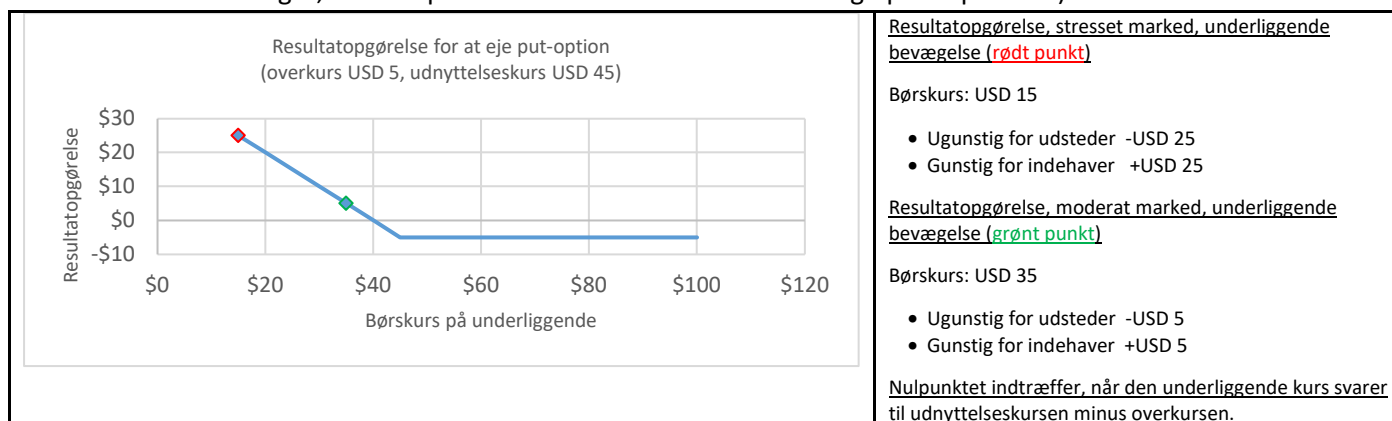 Resultatopgørelse for at eje put-option
(overkurs USD 5, udnyttelseskurs USD 45)
Resultatopgørelse
$30
$20
$10
$0
-$10
$0 $20 $40 $60 $80 $100 $120
Børskurs på underliggende
Resultatopgørelse, stresset marked, underliggende
bevægelse (rødt punkt)
Børskurs: USD 15
• Ugunstig for udsteder -USD 25
• Gunstig for indehaver +USD 25
Resultatopgørelse, moderat marked, underliggende
bevægelse (grønt punkt)
Børskurs: USD 35
• Ugunstig for udsteder -USD 5
• Gunstig for indehaver +USD 5
Nulpunktet indtræffer, når den underliggende kurs svarer
til udnyttelseskursen minus overkursen.